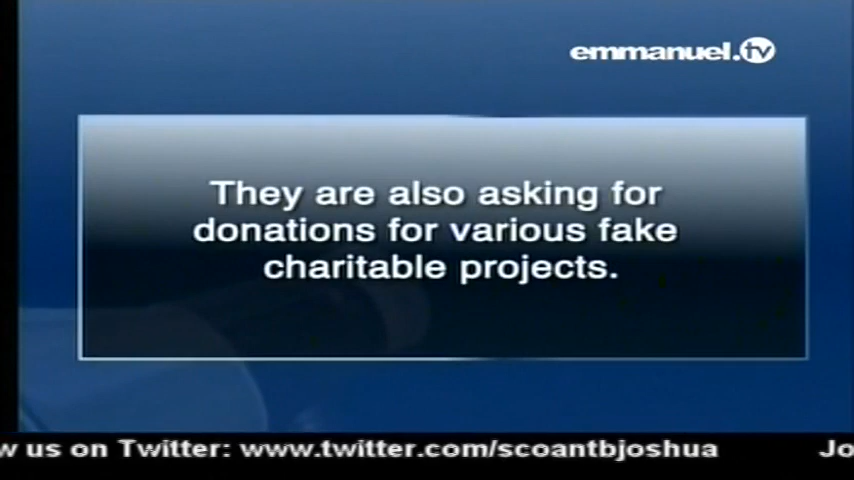 emmanuel.tv
They are also asking for
donations for various fake
charitable projects.
w us on Twitter: www.twitter.com/scoantbjoshua Jo